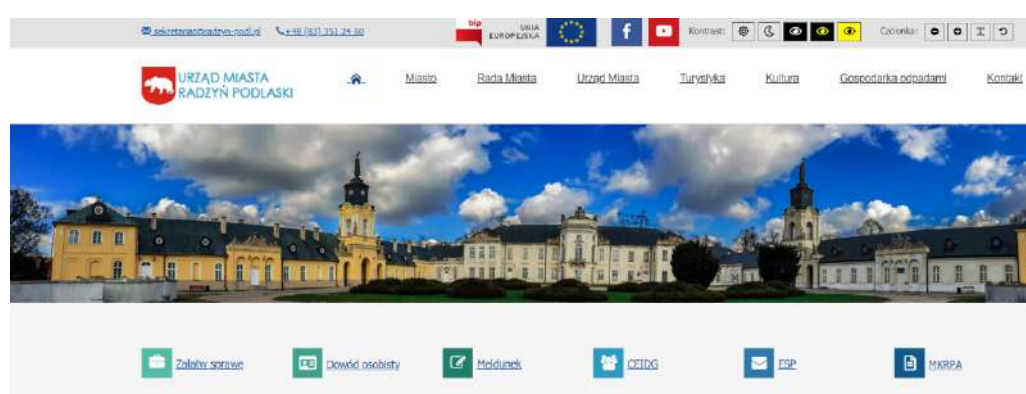 sekretariat@radzyn-podl.pl
+48 (83) 351 24 60
bip
UNIA
EUROPEJSKA
Kontrast:
Czcionka:
URZĄD MIASTA
RADZYŃ PODLASKI
Miasto
Rada Miasta
Urząd Miasta
Turystyka
Kultura
Gospodarka odpadami
Kontakt
Załatw sprawę
Dowód osobisty
Meldunek
CEIDG
ESP
MKRPA